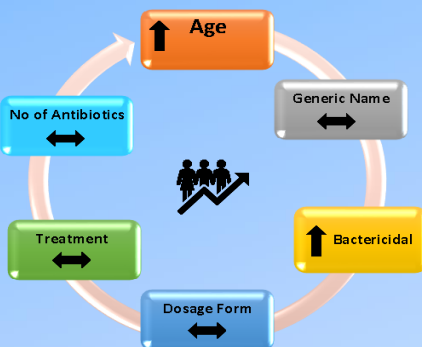 Age
Generic Name
Bactericidal
Dosage Form
Treatment
No of Antibiotics